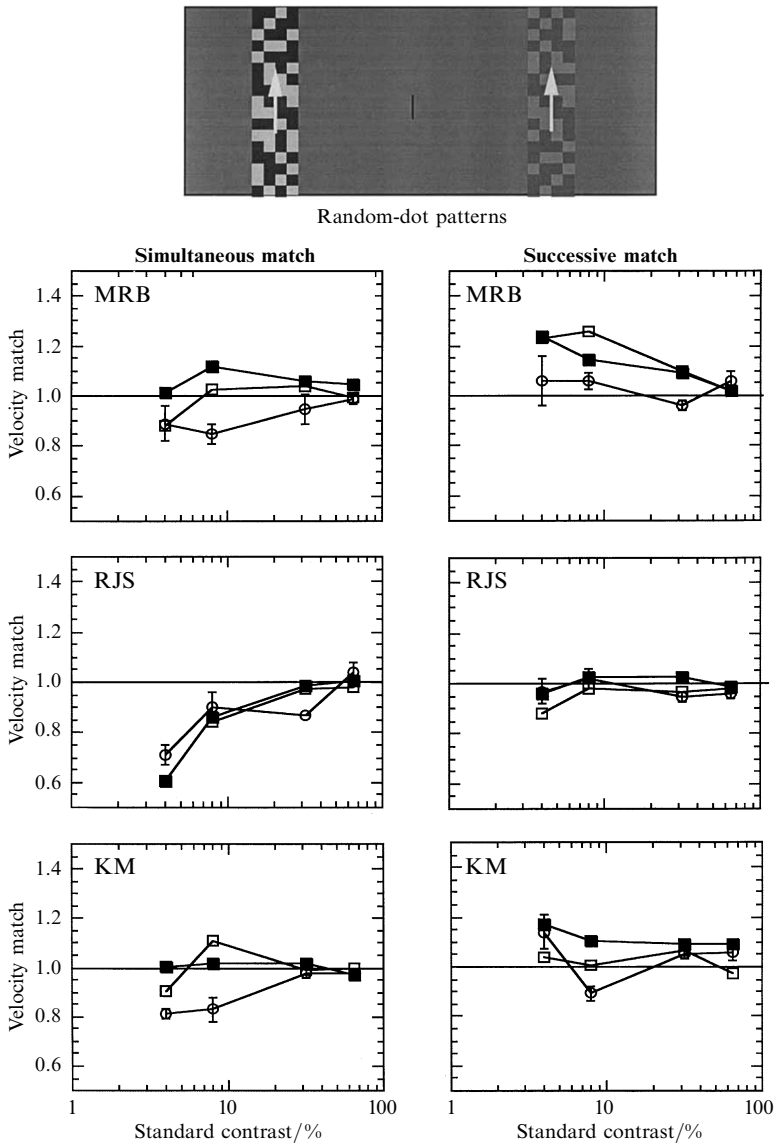 Random-dot patterns
Simultaneous match
Successive match
MRB
MRB
1.4
1.2
1.0
0.8
0.6
Velocity match
RJS
RJS
1.4
1.2
1.0
0.8
0.6
Velocity match
KM
KM
1.4
1.2
1.0
0.8
0.6
Velocity match
1 10 100
1 10 100
Standard contrast/%
Standard contrast/%